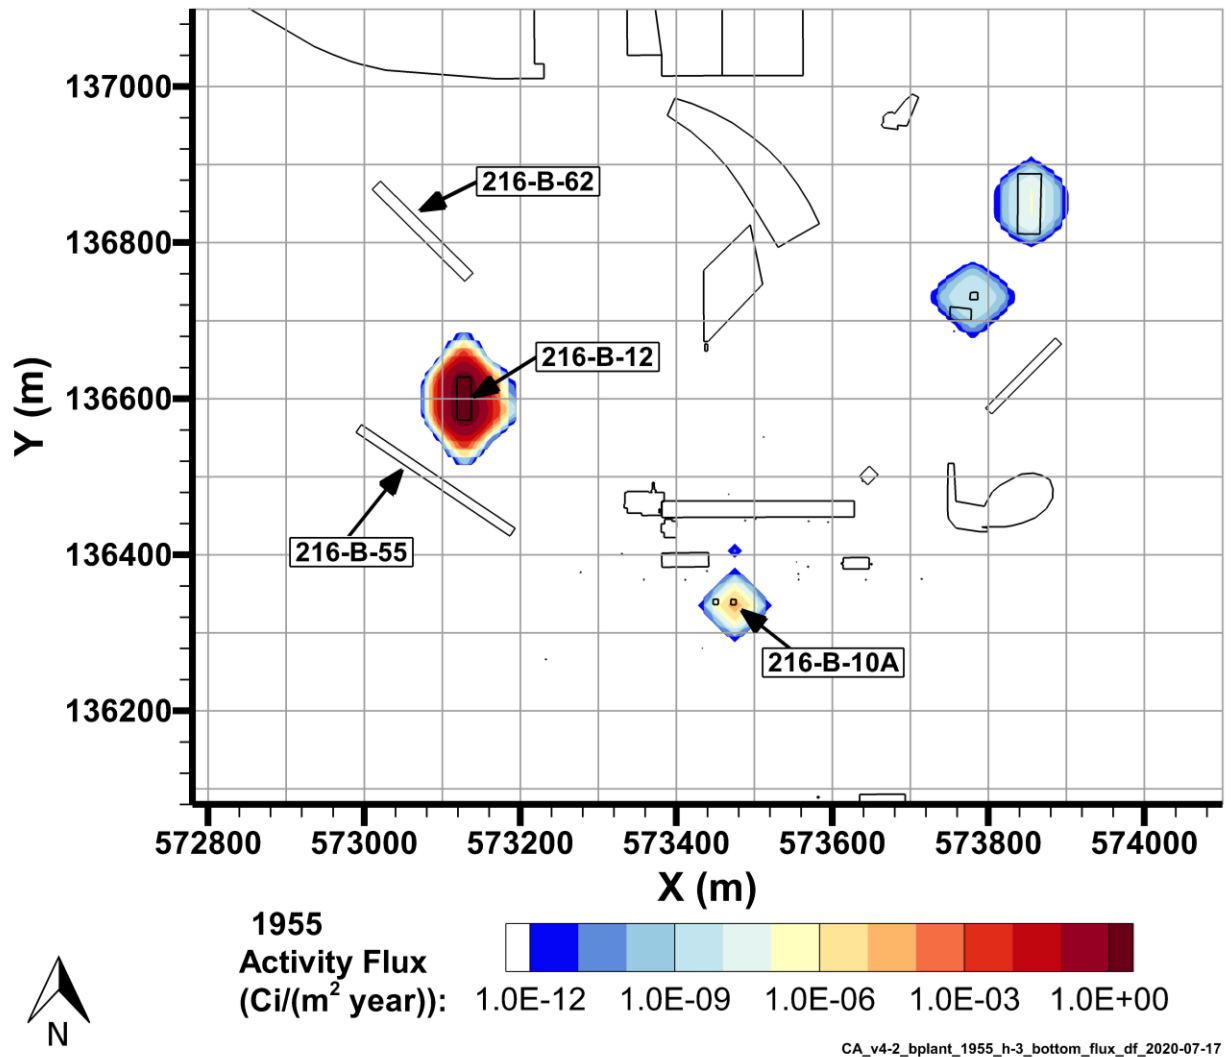 137000
136800
136600
136400
136200
Y (m)
216-B-62
216-B-12
216-B-55
216-B-10A
572800 573000 573200 573400 573600 573800 574000
X (m)
1955
Activity Flux
(Ci/(m² year)):
1.0E-12 1.0E-09 1.0E-06 1.0E-03 1.0E+00
N
CA_v4-2_bplant_1955_h-3_bottom_flux_df_2020-07-17